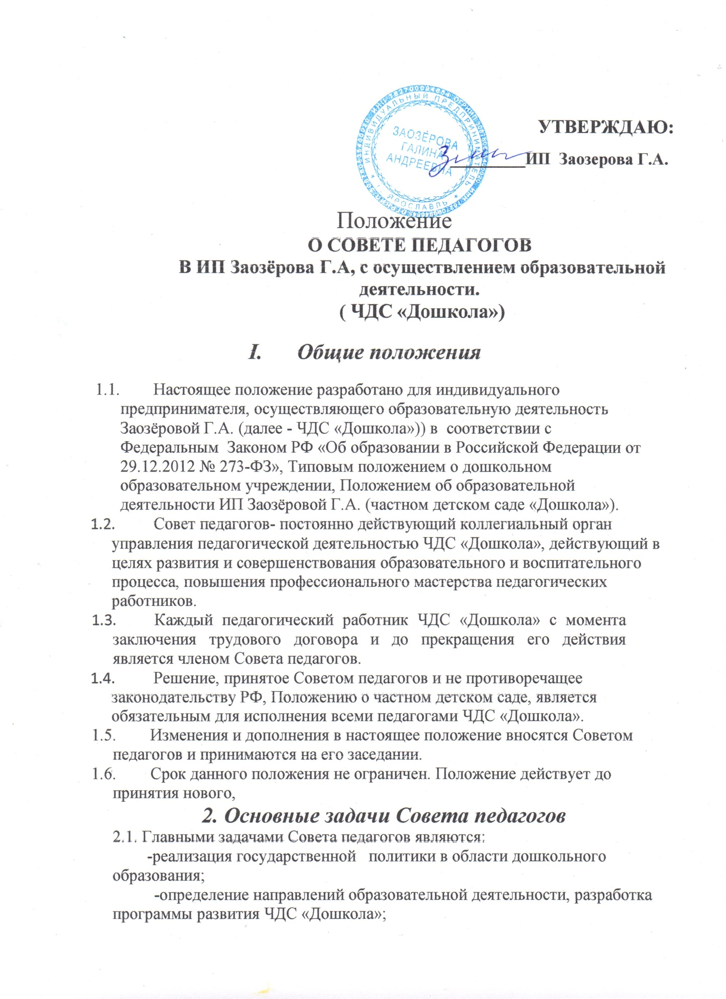 ИНДИВИДУАЛЬНЫЙ ПРЕДПРИНИМАТЕЛЬ
* г. ЯРОСЛАВЛЬ *
ЗАОЗЁРОВА
ГАЛИНА
АНДРЕЕВНА
УТВЕРЖДАЮ:
_________ИП  Заозерова Г.А.
Положение
О СОВЕТЕ ПЕДАГОГОВ
В ИП Заозёрова Г.А, с осуществлением образовательной
деятельности.
( ЧДС «Дошкола»)
I. Общие положения
1.1. Настоящее положение разработано для индивидуального
предпринимателя, осуществляющего образовательную деятельность
Заозёровой Г.А. (далее - ЧДС «Дошкола»)) в  соответствии с
Федеральным  Законом РФ «Об образовании в Российской Федерации от
29.12.2012 № 273-ФЗ», Типовым положением о дошкольном
образовательном учреждении, Положением об образовательной
деятельности ИП Заозёровой Г.А. (частном детском саде «Дошкола»).
1.2. Совет педагогов- постоянно действующий коллегиальный орган
управления педагогической деятельностью ЧДС «Дошкола», действующий в
целях развития и совершенствования образовательного и воспитательного
процесса, повышения профессионального мастерства педагогических
работников.
1.3. Каждый педагогический работник ЧДС «Дошкола» с момента
заключения трудового договора и до прекращения его действия
является членом Совета педагогов.
1.4. Решение, принятое Советом педагогов и не противоречащее
законодательству РФ, Положению о частном детском саде, является
обязательным для исполнения всеми педагогами ЧДС «Дошкола».
1.5. Изменения и дополнения в настоящее положение вносятся Советом
педагогов и принимаются на его заседании.
1.6. Срок данного положения не ограничен. Положение действует до
принятия нового,
2. Основные задачи Совета педагогов
2.1. Главными задачами Совета педагогов являются:
-реализация государственной   политики в области дошкольного
образования;
-определение направлений образовательной деятельности, разработка
программы развития ЧДС «Дошкола»;